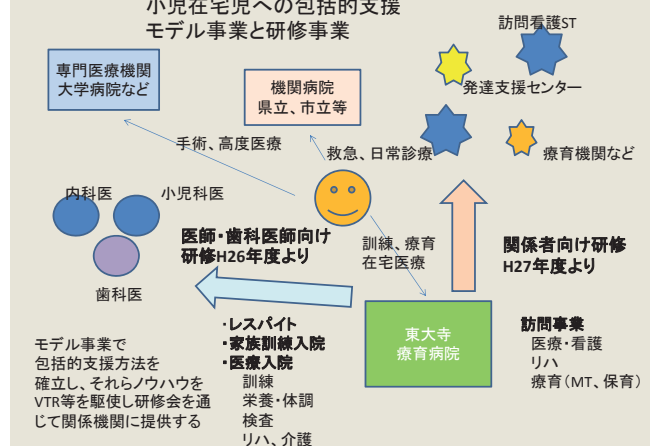 小児在宅児への包括的支援
モデル事業と研修事業
訪問看護ST
専門医療機関
大学病院など
機関病院
県立、市立等
発達支援センター
手術、高度医療
救急、日常診療
療育機関など
内科医
小児科医
医師・歯科医師向け
研修H26年度より
訓練、療育
在宅医療
関係者向け研修
H27年度より
歯科医
・レスパイト
・家族訓練入院
・医療入院
訓練
栄養・体調
検査
リハ、介護
東大寺
療育病院
訪問事業
医療・看護
リハ
療育(MT、保育)
モデル事業で
包括的支援方法を
確立し、それらノウハウを
VTR等を駆使し研修会を通
じて関係機関に提供する